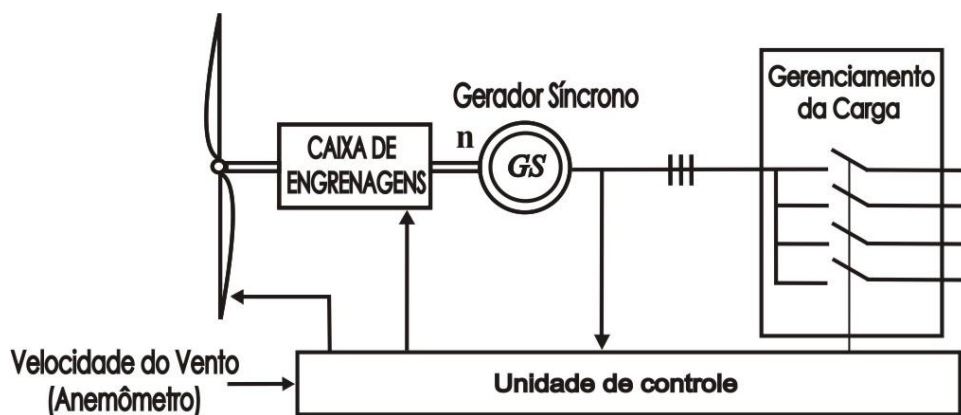 Gerenciamento
da Carga
Gerador Síncrono
n
CAIXA DE
ENGRENAGENS
GS
Velocidade do Vento
(Anemômetro)
Unidade de controle